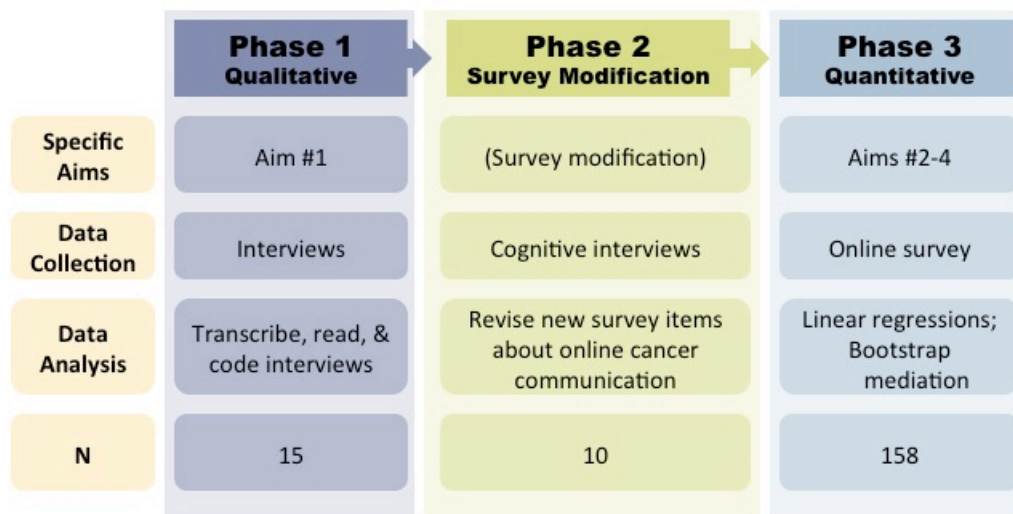 Phase 1
Qualitative
Phase 2
Survey Modification
Phase 3
Quantitative
Specific
Aims
Aim #1
(Survey modification)
Aims #2-4
Data
Collection
Interviews
Cognitive interviews
Online survey
Data
Analysis
Transcribe, read, &
code interviews
Revise new survey items
about online cancer
communication
Linear regressions;
Bootstrap
mediation
N
15
10
158